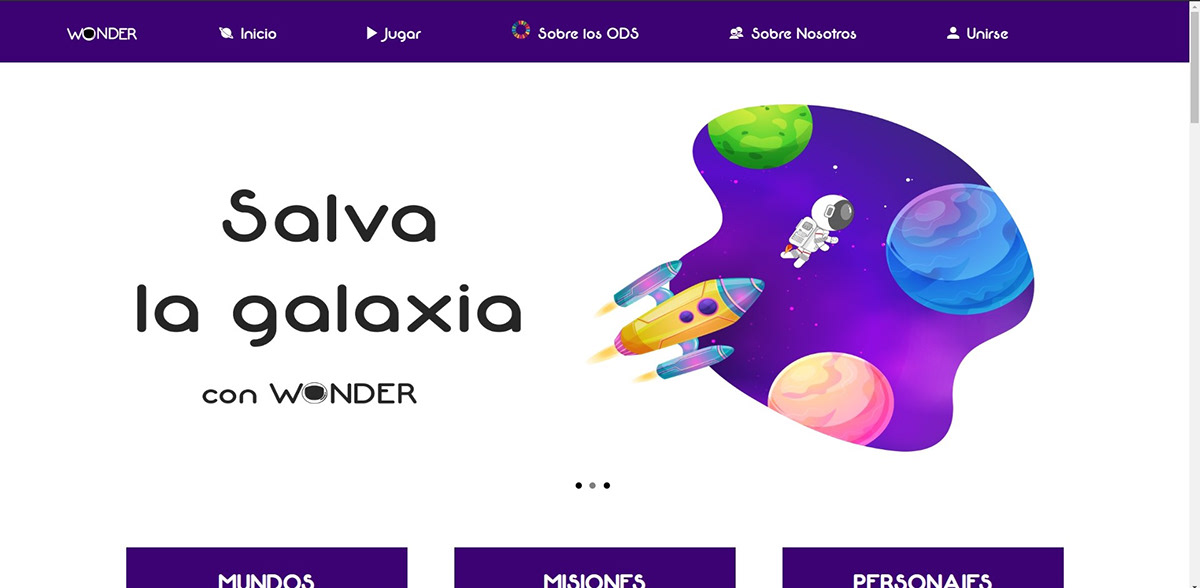 WONDER Inicio Jugar Sobre los ODS Sobre Nosotros Unirse
Salva
la galaxia
con WONDER
MUNDOS MISIONES PERSONAJES